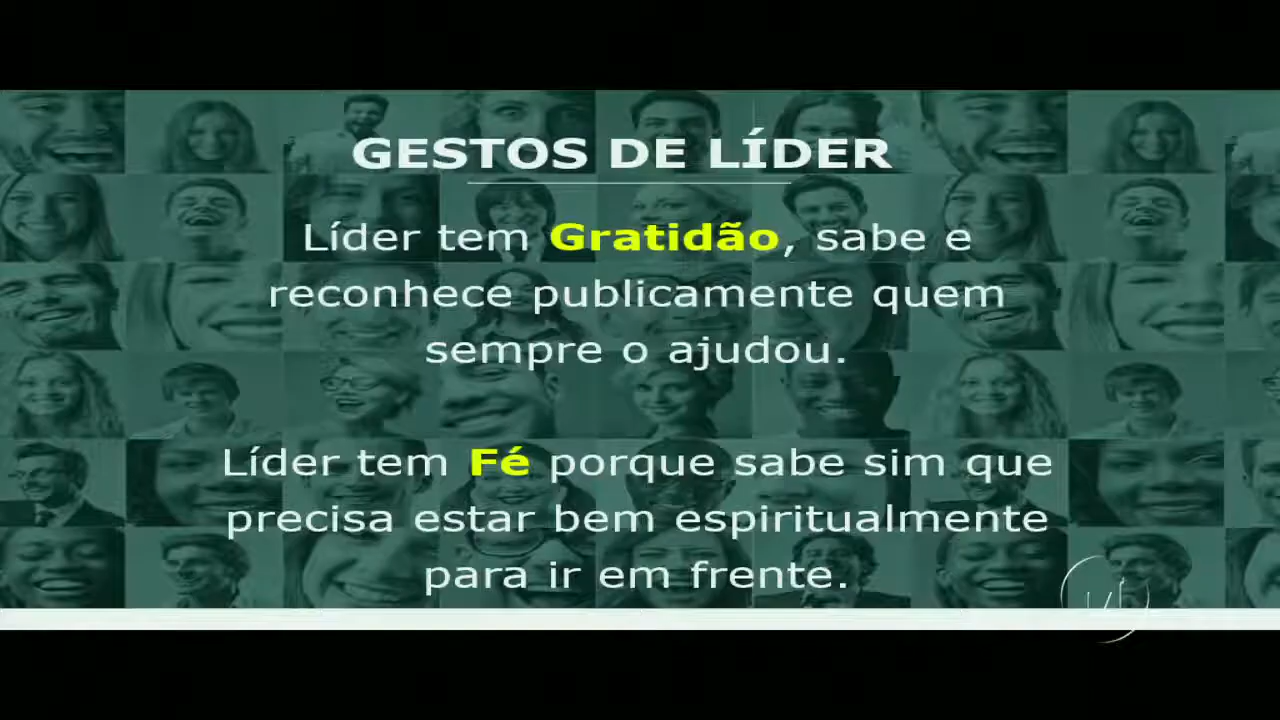 GESTOS DE LÍDER
Líder tem Gratidão, sabe e
reconhece publicamente quem
sempre o ajudou.
Líder tem Fé porque sabe sim que
precisa estar bem espiritualmente
para ir em frente.